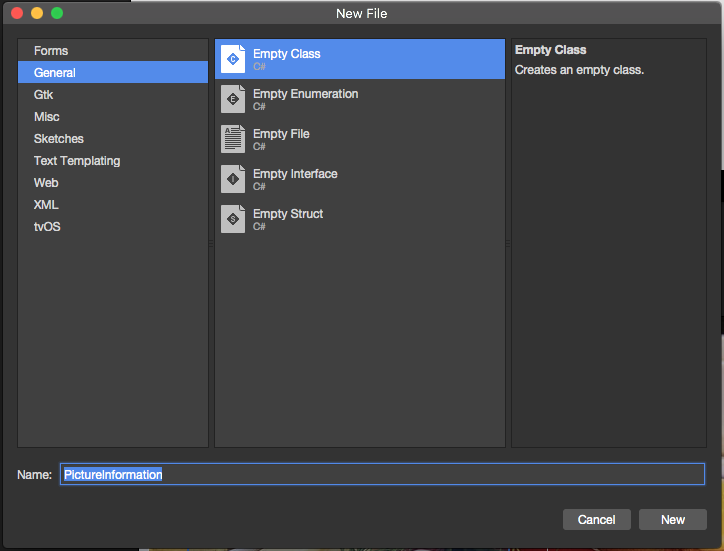 New File
Forms
General
Gtk
Misc
Sketches
Text Templating
Web
XML
tvOS
C
Empty Class
C#
E
Empty Enumeration
C#
A
Empty File
C#
I
Empty Interface
C#
S
Empty Struct
C#
Empty Class
Creates an empty class.
Name: PictureInformation
Cancel New